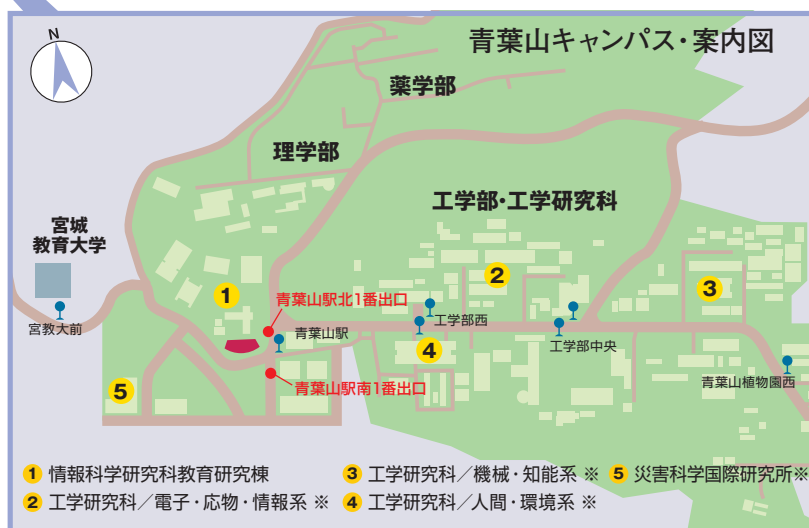 青葉山キャンパス・案内図
N
薬学部
理学部
工学部・工学研究科
宮城
教育大学
宮教大前
1
青葉山駅北1番出口
青葉山駅
青葉山駅南1番出口
2
工学部西
工学部中央
3
4
5
青葉山植物園西
1 情報科学研究科教育研究棟
3 工学研究科／機械・知能系 ※
5 災害科学国際研究所※
2 工学研究科／電子・応物・情報系 ※
4 工学研究科／人間・環境系 ※